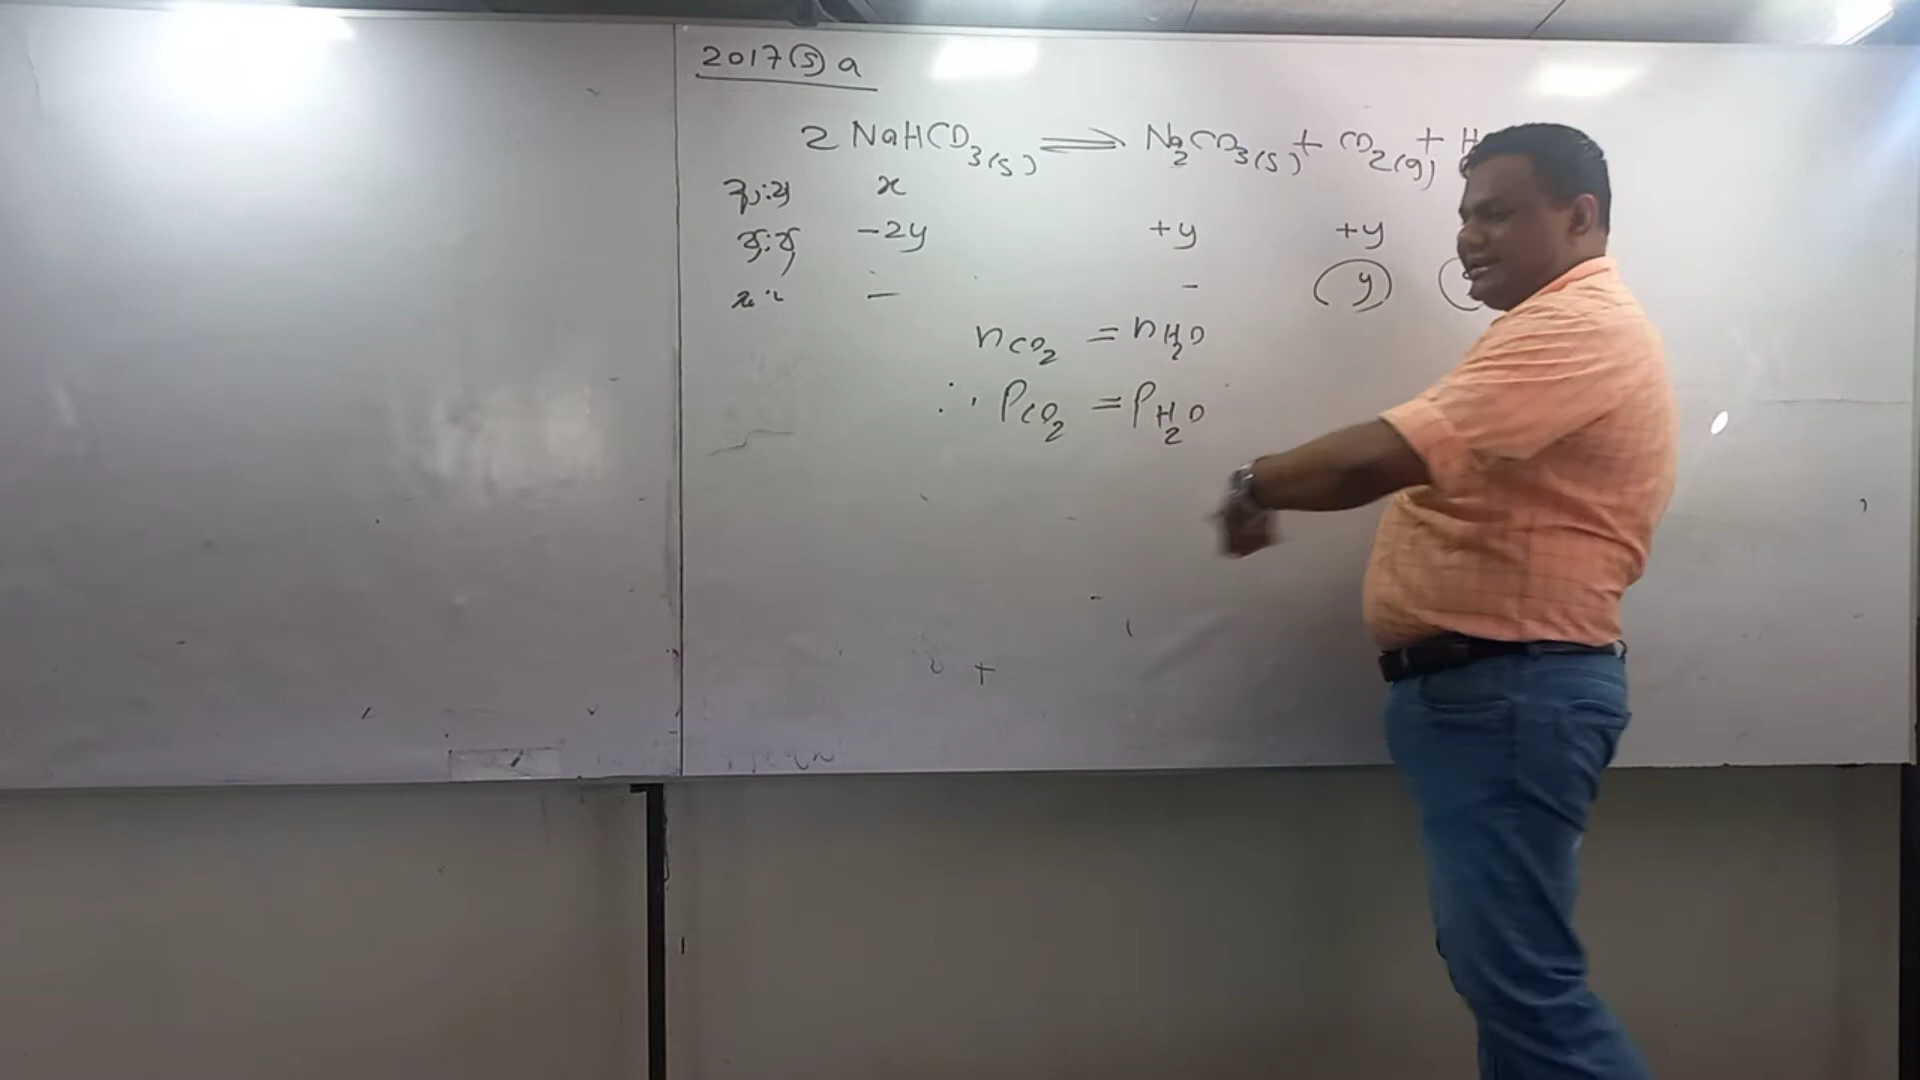 2017 (5) a
2 NaHCO3(s) ⇌ Na2CO3(s) + CO2(g) + H
x
-2y +y +y
- - (y)
nCO2 = nH2O
∴ PCO2 = PH2O